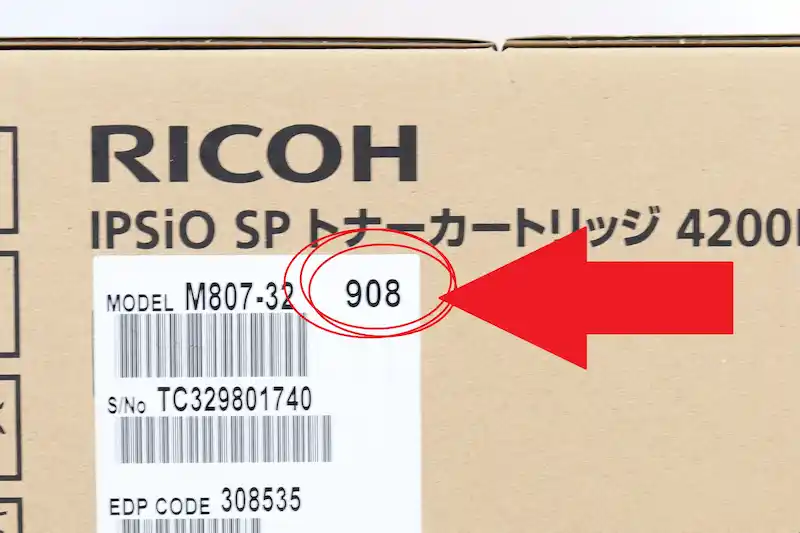 RICOH
IPSiO SP トナーカートリッジ 4200
MODEL M807-32 908
S/No TC329801740
EDP CODE 308535